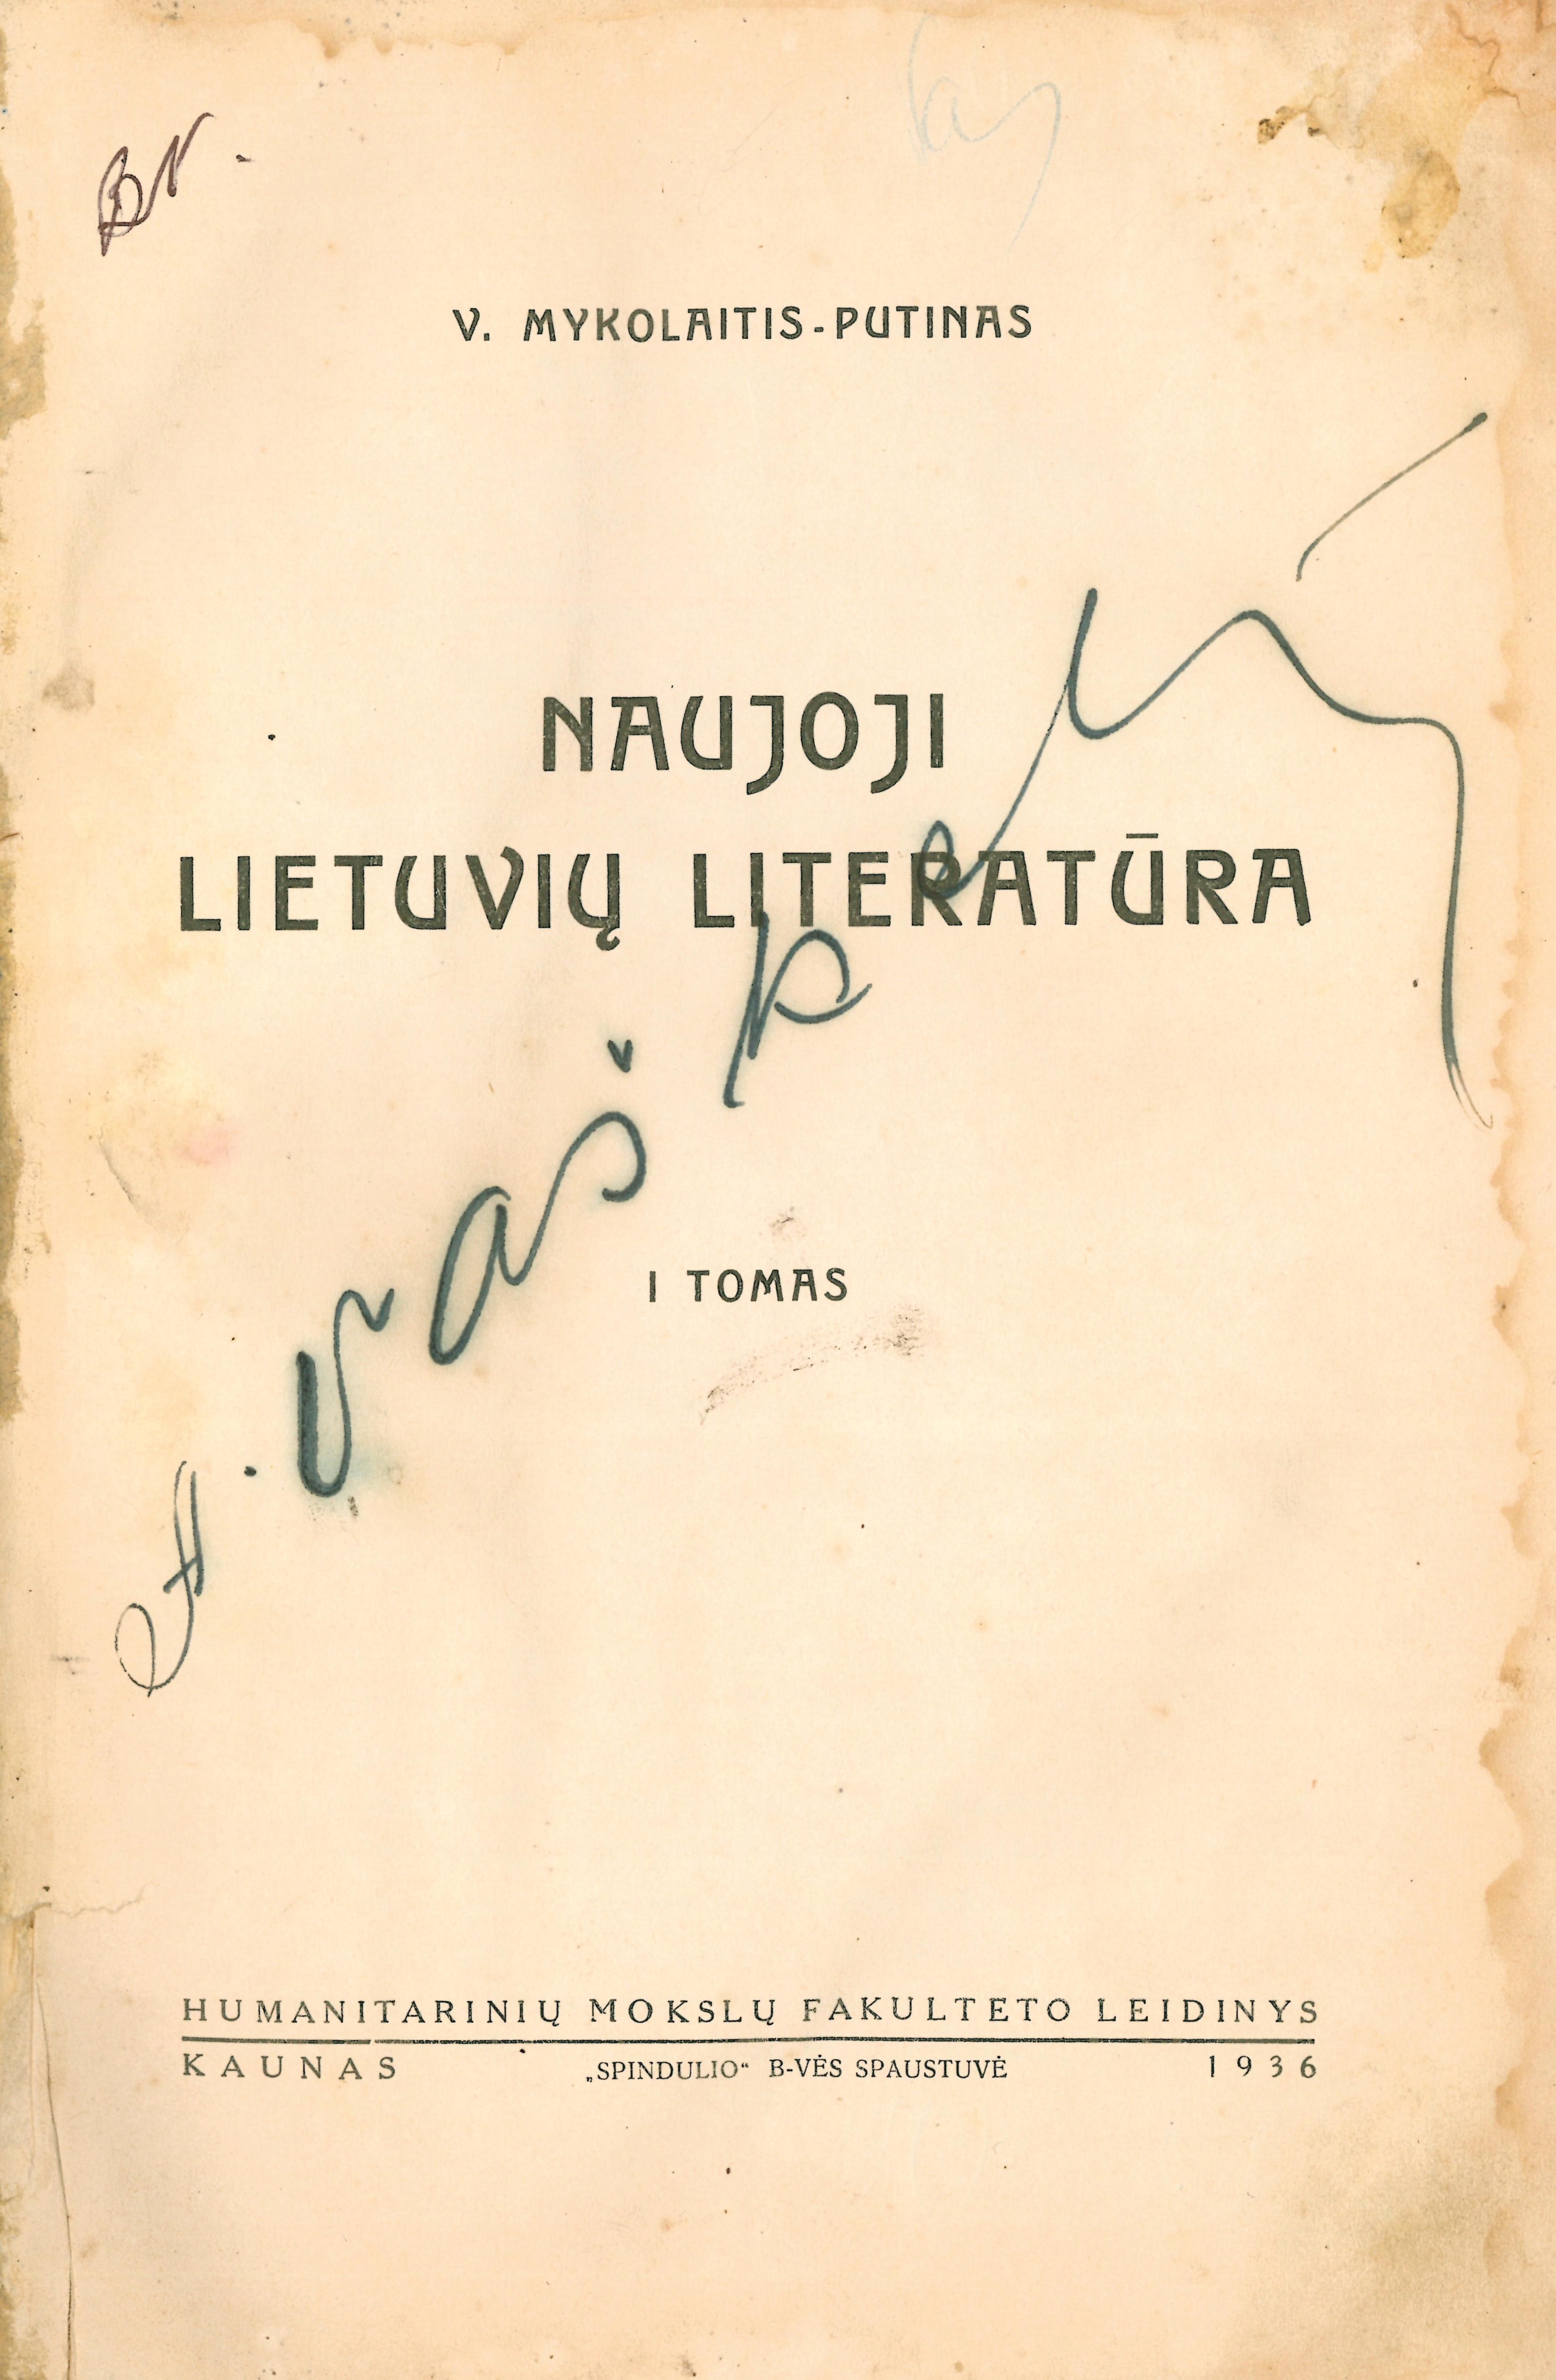 V. MYKOLAITIS-PUTINAS
NAUJOJI
LIETUVIŲ LITERATŪRA
I TOMAS
HUMANITARINIŲ MOKSLŲ FAKULTETO LEIDINYS
KAUNAS „SPINDULIO“ B-VĖS SPAUSTUVĖ 1936